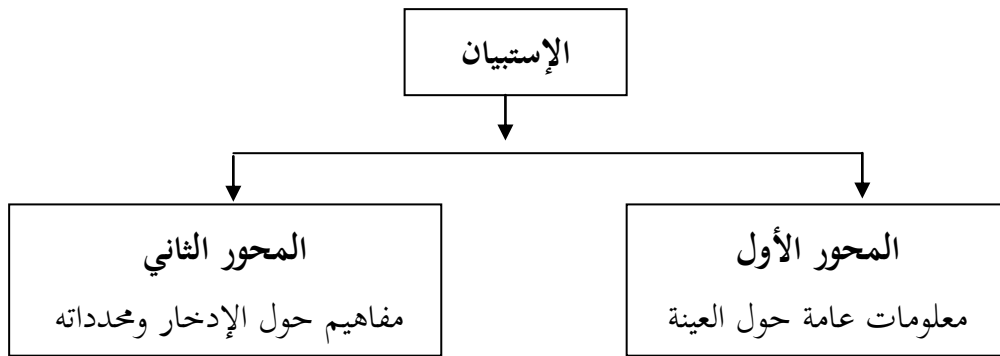 الإستبيان
المحور الأول
معلومات عامة حول العينة
المحور الثاني
مفاهيم حول الإدخار ومحدداته